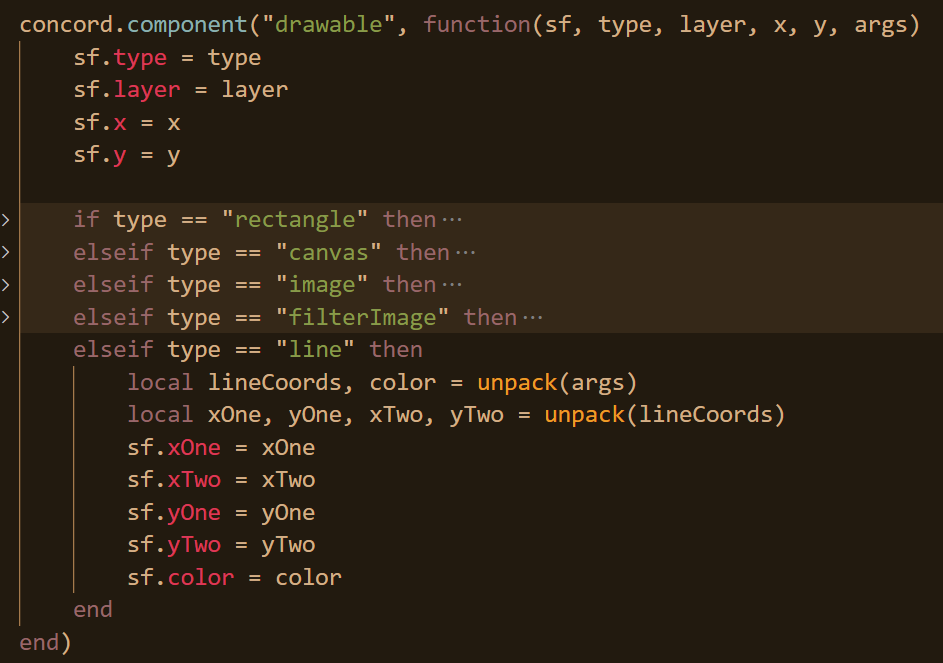 concord.component("drawable", function(sf, type, layer, x, y, args)
    sf.type = type
    sf.layer = layer
    sf.x = x
    sf.y = y

    if type == "rectangle" then···
    elseif type == "canvas" then···
    elseif type == "image" then···
    elseif type == "filterImage" then···
    elseif type == "line" then
        local lineCoords, color = unpack(args)
        local xOne, yOne, xTwo, yTwo = unpack(lineCoords)
        sf.xOne = xOne
        sf.xTwo = xTwo
        sf.yOne = yOne
        sf.yTwo = yTwo
        sf.color = color
    end
end)